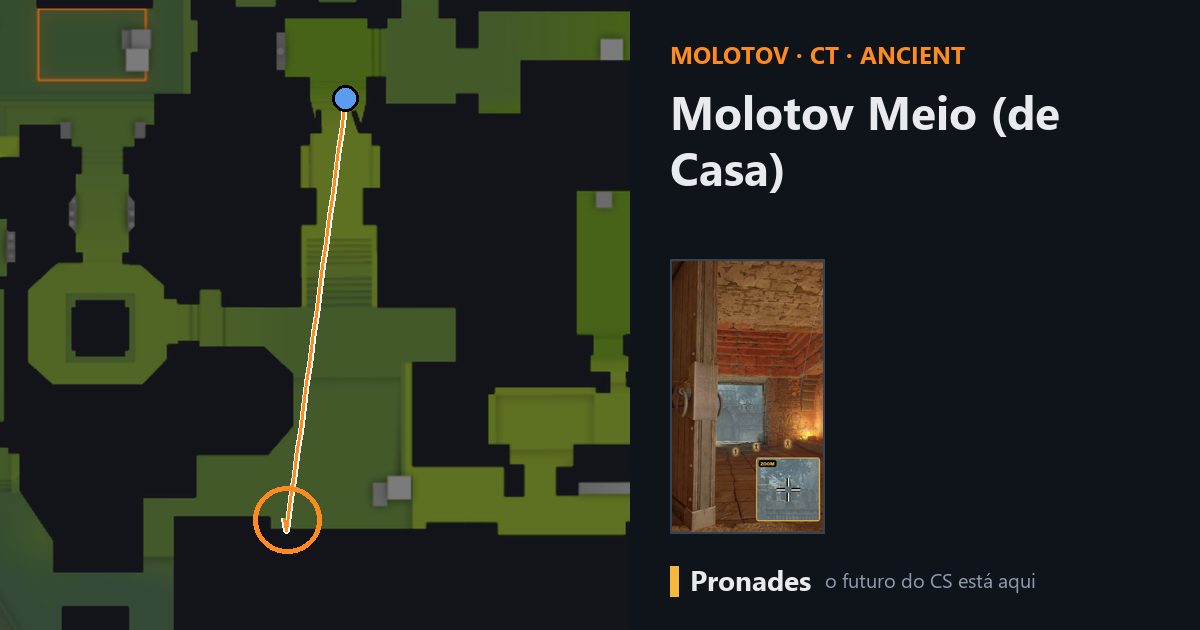 MOLOTOV · CT · ANCIENT
Molotov Meio (de
Casa)
ZOOM
Pronades o futuro do CS está aqui